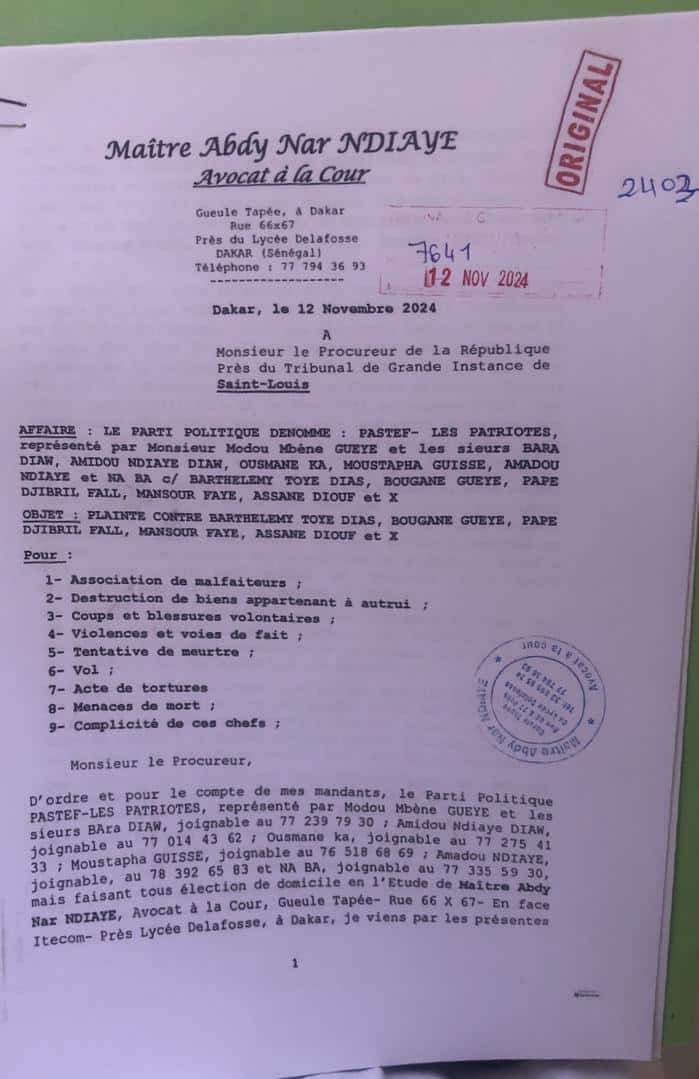 Maître Abdy Nar NDIAYE
Avocat à la Cour
ORIGINAL
2402
Gueule Tapée, à Dakar
Rue 66x67
Près du Lycée Delafosse
DAKAR (Sénégal)
Téléphone : 77 794 36 93
7641
12 NOV 2024
Dakar, le 12 Novembre 2024
A
Monsieur le Procureur de la République
Près du Tribunal de Grande Instance de
Saint-Louis
AFFAIRE : LE PARTI POLITIQUE DENOMME : PASTEF- LES PATRIOTES,
représenté par Monsieur Modou Mbène GUEYE et les sieurs BARA
DIAW, AMIDOU NDIAYE DIAW, OUSMANE KA, MOUSTAPHA GUISSE, AMADOU
NDIAYE et NA BA c/ BARTHELEMY TOYE DIAS, BOUGANE GUEYE, PAPE
DJIBRIL FALL, MANSOUR FAYE, ASSANE DIOUF et X
OBJET : PLAINTE CONTRE BARTHELEMY TOYE DIAS, BOUGANE GUEYE, PAPE
DJIBRIL FALL, MANSOUR FAYE, ASSANE DIOUF et X
Pour :
1- Association de malfaiteurs ;
2- Destruction de biens appartenant à autrui ;
3- Coups et blessures volontaires ;
4- Violences et voies de fait ;
5- Tentative de meurtre ;
6- Vol ;
7- Acte de tortures
8- Menaces de mort ;
9- Complicité de ces chefs ;
Maître Abdy Nar NDIAYE
Avocat à la cour
Monsieur le Procureur,
D'ordre et pour le compte de mes mandants, le Parti Politique
PASTEF-LES PATRIOTES, représenté par Modou Mbène GUEYE et les
sieurs BAra DIAW, joignable au 77 239 79 30 ; Amidou Ndiaye DIAW,
joignable au 77 014 43 62 ; Ousmane ka, joignable au 77 275 41
33 ; Moustapha GUISSE, joignable au 76 518 68 69 ; Amadou NDIAYE,
joignable, au 78 392 65 83 et NA BA, joignable au 77 335 59 30,
mais faisant tous élection de domicile en l'Etude de Maître Abdy
Nar NDIAYE, Avocat à la Cour, Gueule Tapée- Rue 66 X 67- En face
Itecom- Près Lycée Delafosse, à Dakar, je viens par les présentes
1